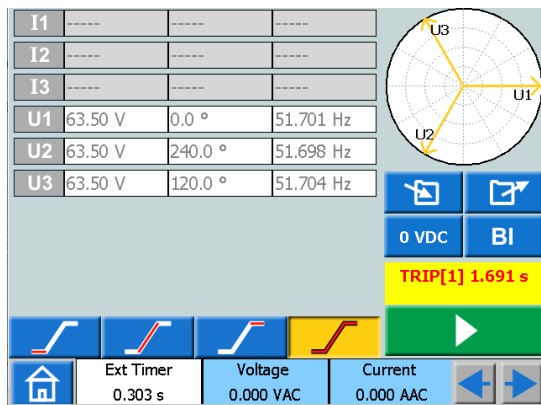 I1 ----- ----- -----
I2 ----- ----- -----
I3 ----- ----- -----
U1 63.50 V 0.0 ° 51.701 Hz
U2 63.50 V 240.0 ° 51.698 Hz
U3 63.50 V 120.0 ° 51.704 Hz
U3
U1
U2
0 VDC BI
TRIP[1] 1.691 s
Ext Timer Voltage Current
0.303 s 0.000 VAC 0.000 AAC